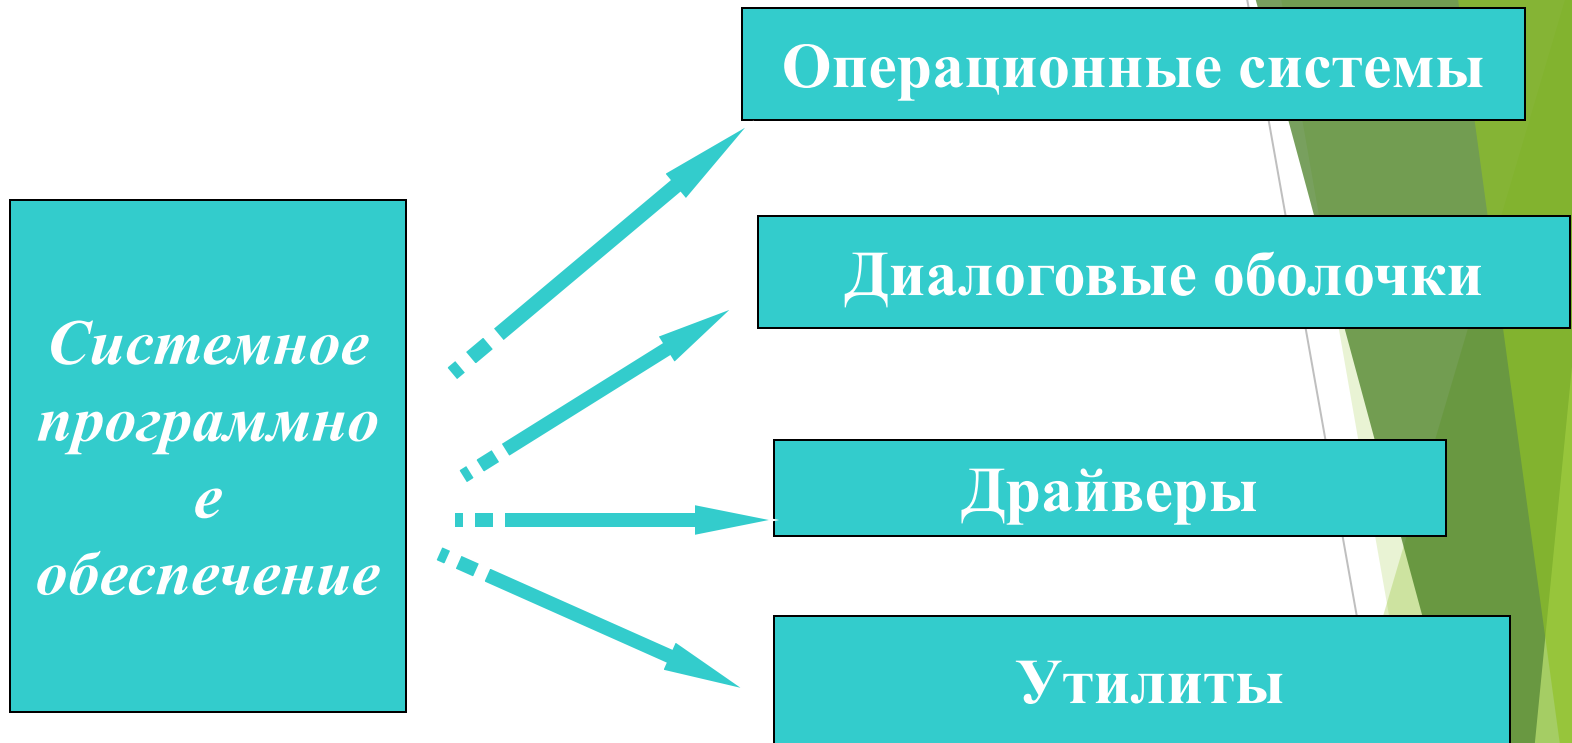 Системное
программно
е
обеспечение
Операционные системы
Диалоговые оболочки
Драйверы
Утилиты